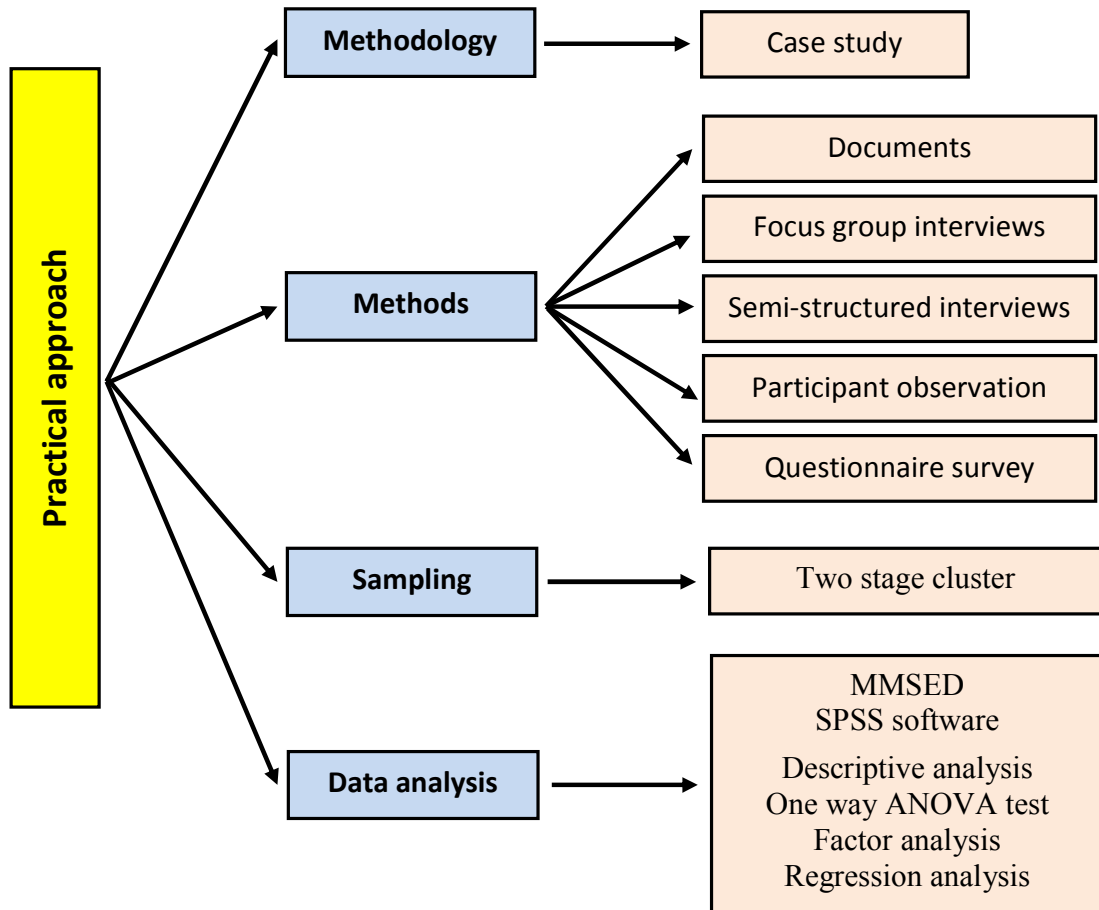 Practical approach
Methodology
Case study
Methods
Documents
Focus group interviews
Semi-structured interviews
Participant observation
Questionnaire survey
Sampling
Two stage cluster
Data analysis
MMSED
SPSS software
Descriptive analysis
One way ANOVA test
Factor analysis
Regression analysis